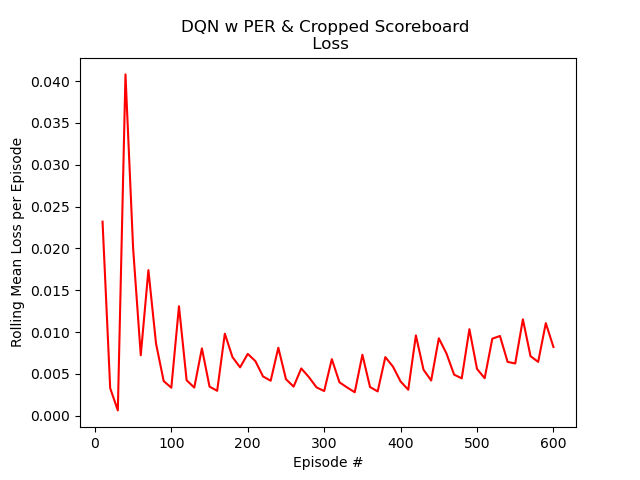 DQN w PER & Cropped Scoreboard
Loss
0.040
0.035
0.030
0.025
0.020
0.015
0.010
0.005
0.000
Rolling Mean Loss per Episode
0 100 200 300 400 500 600
Episode #